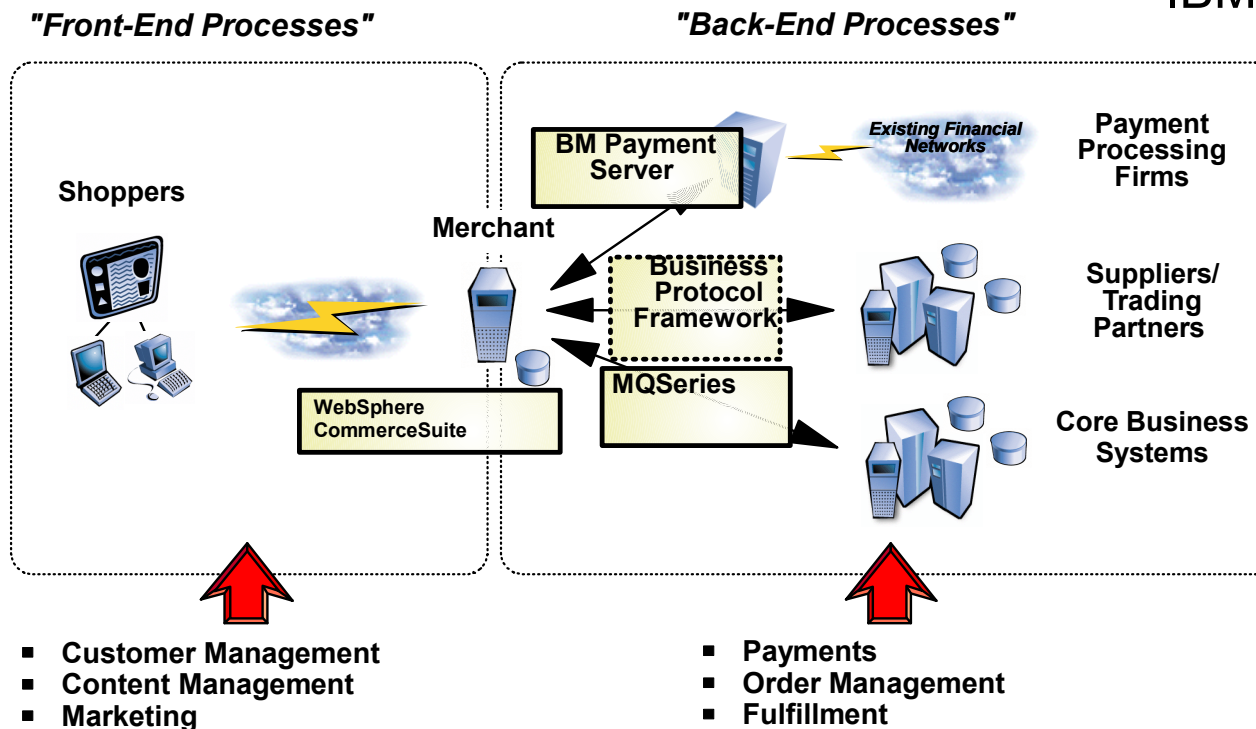 IBM
"Front-End Processes"
"Back-End Processes"
Shoppers
Merchant
WebSphere
CommerceSuite
BM Payment
Server
Existing Financial
Networks
Payment
Processing
Firms
Business
Protocol
Framework
Suppliers/
Trading
Partners
MQSeries
Core Business
Systems
▪ Customer Management
▪ Content Management
▪ Marketing
▪ Payments
▪ Order Management
▪ Fulfillment